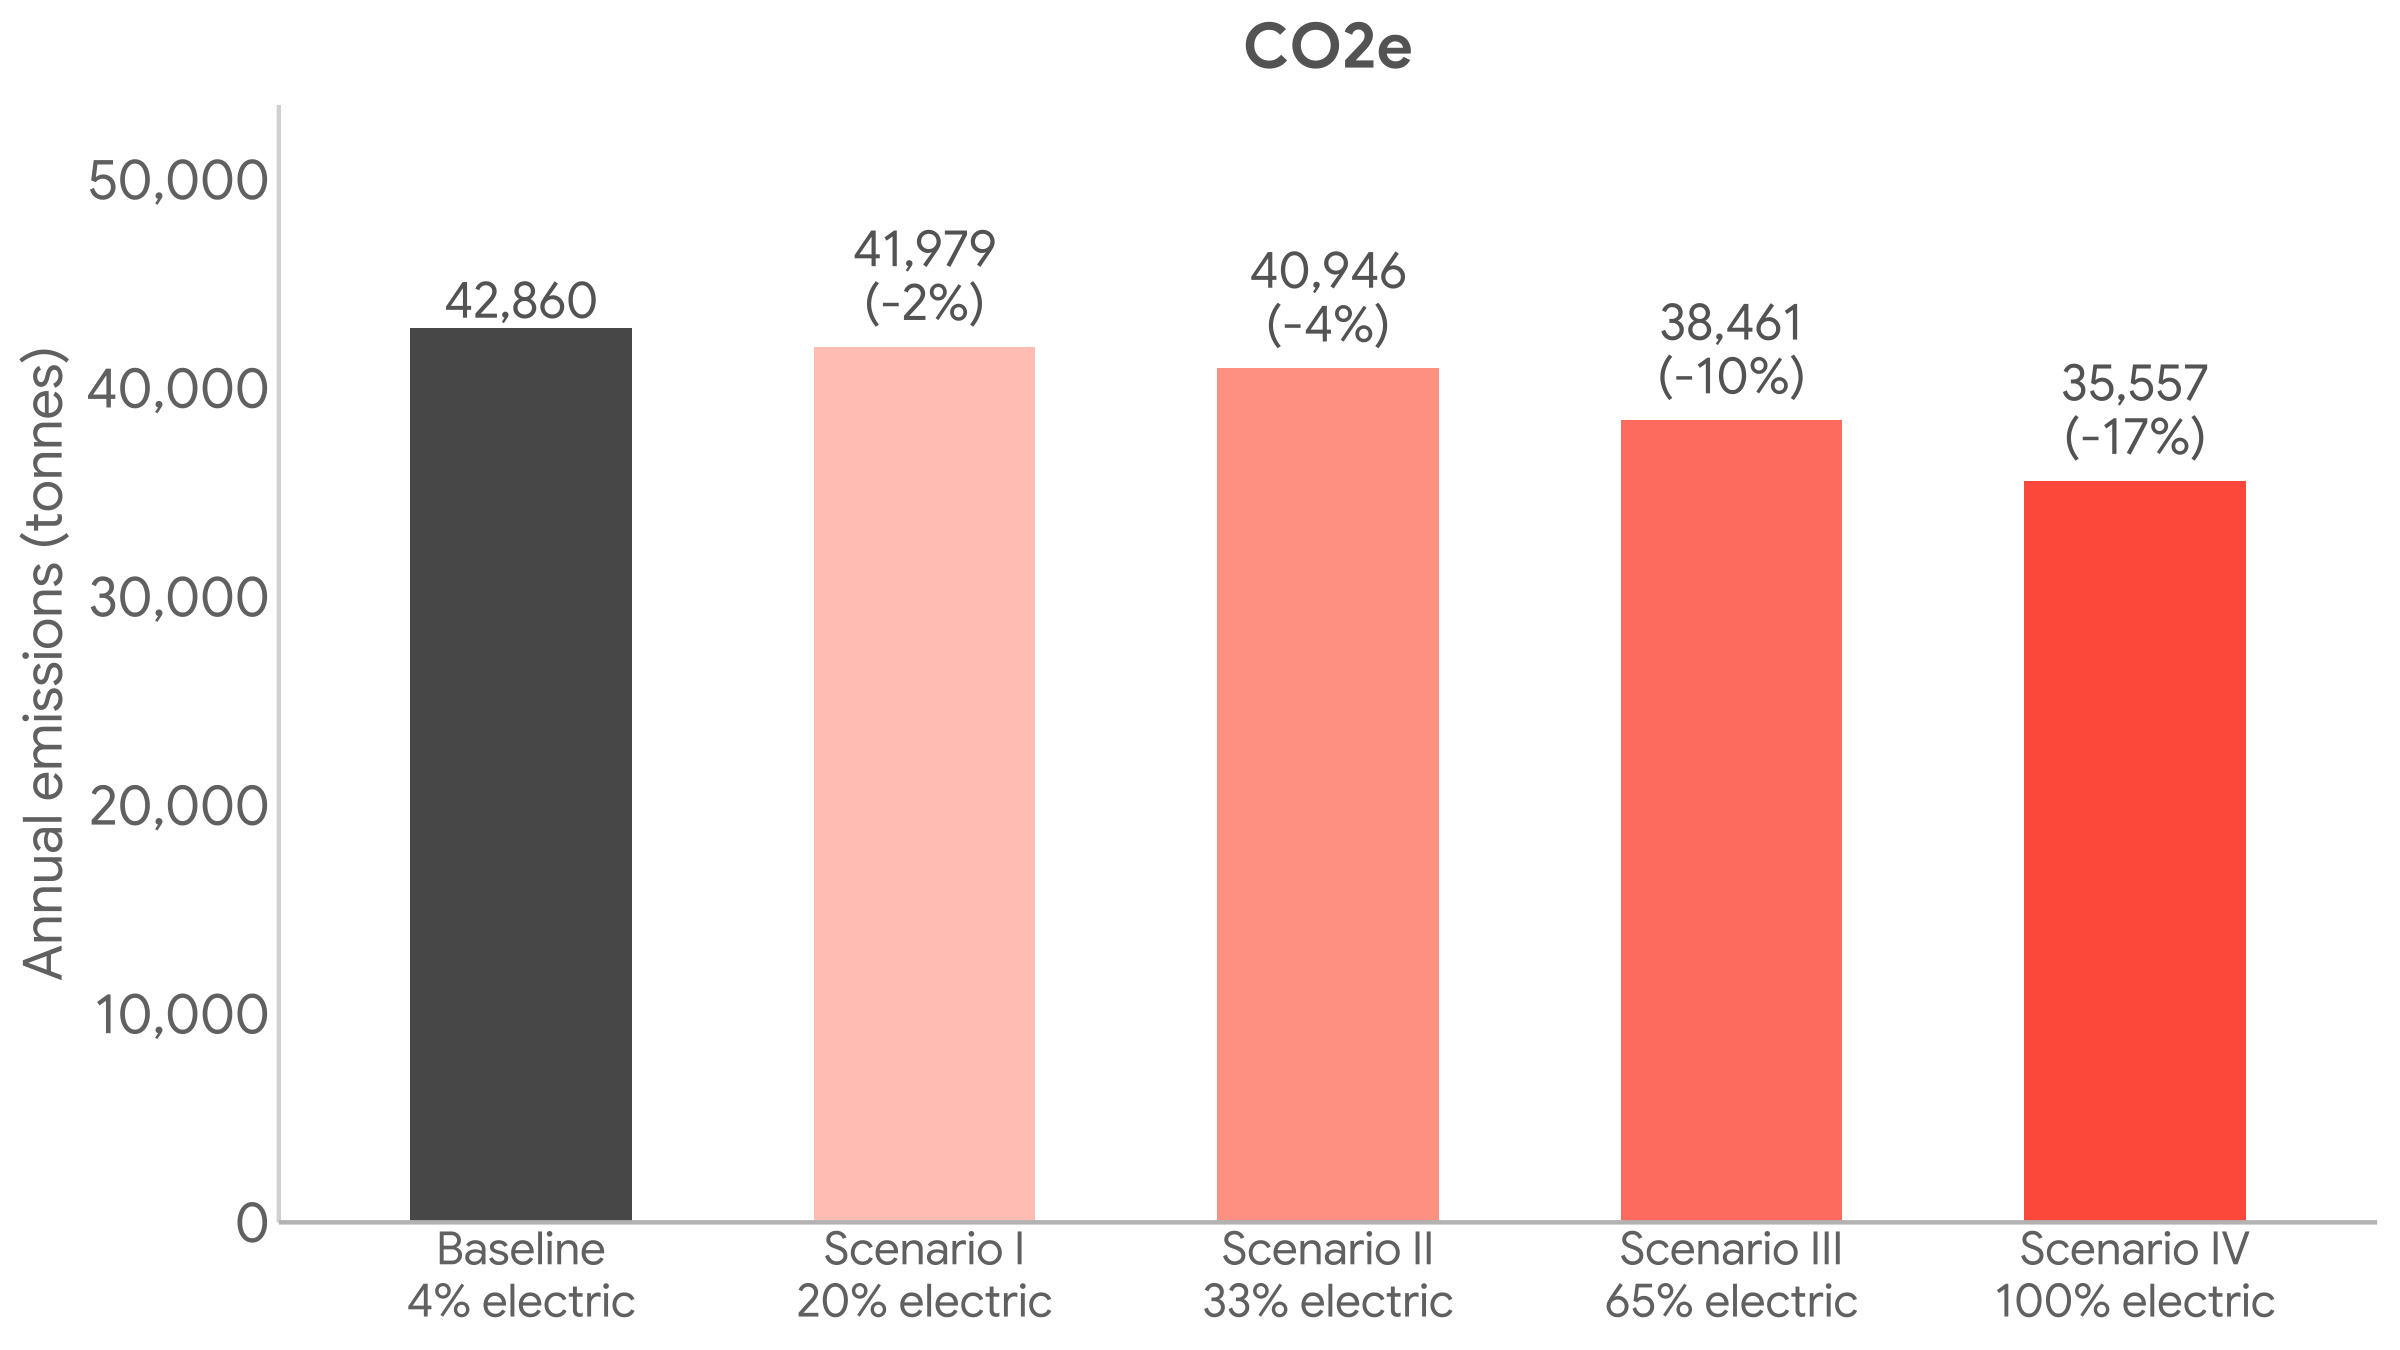 CO2e
Annual emissions (tonnes)
50,000
40,000
30,000
20,000
10,000
0
42,860
41,979
(-2%)
40,946
(-4%)
38,461
(-10%)
35,557
(-17%)
Baseline
4% electric
Scenario I
20% electric
Scenario II
33% electric
Scenario III
65% electric
Scenario IV
100% electric